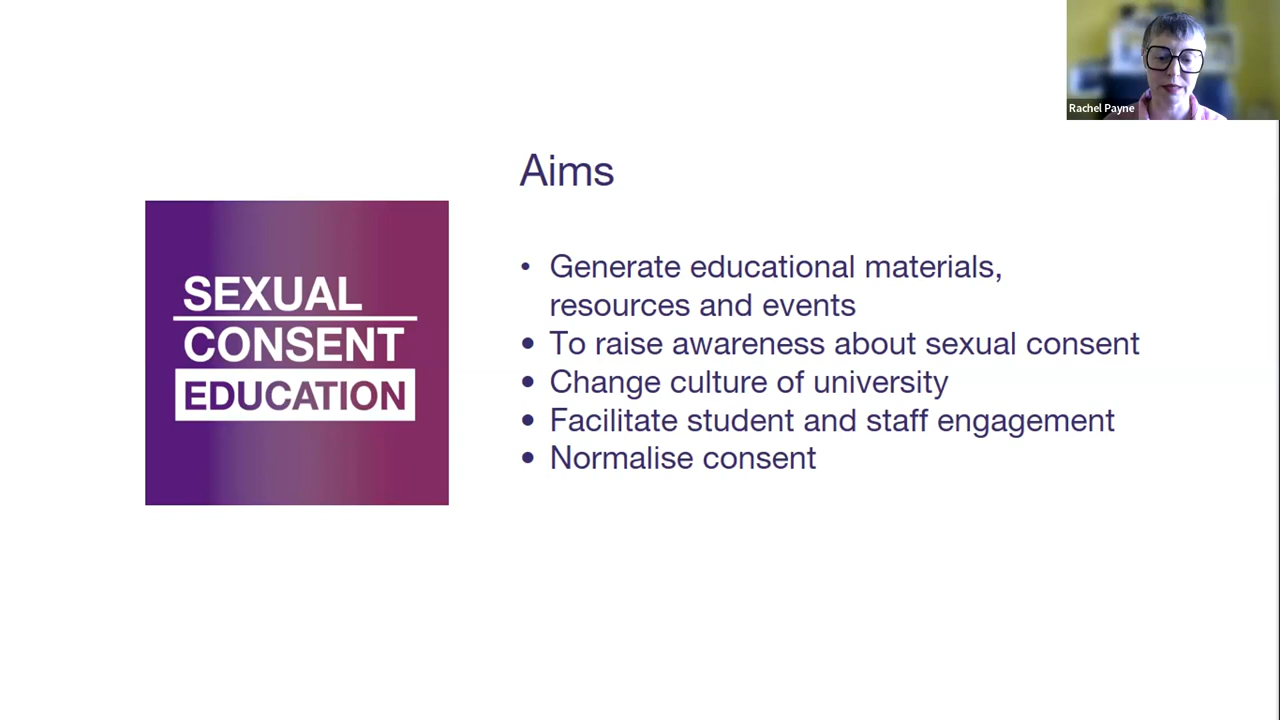 Rachel Payne
Aims
SEXUAL
CONSENT
EDUCATION
• Generate educational materials,
resources and events
• To raise awareness about sexual consent
• Change culture of university
• Facilitate student and staff engagement
• Normalise consent